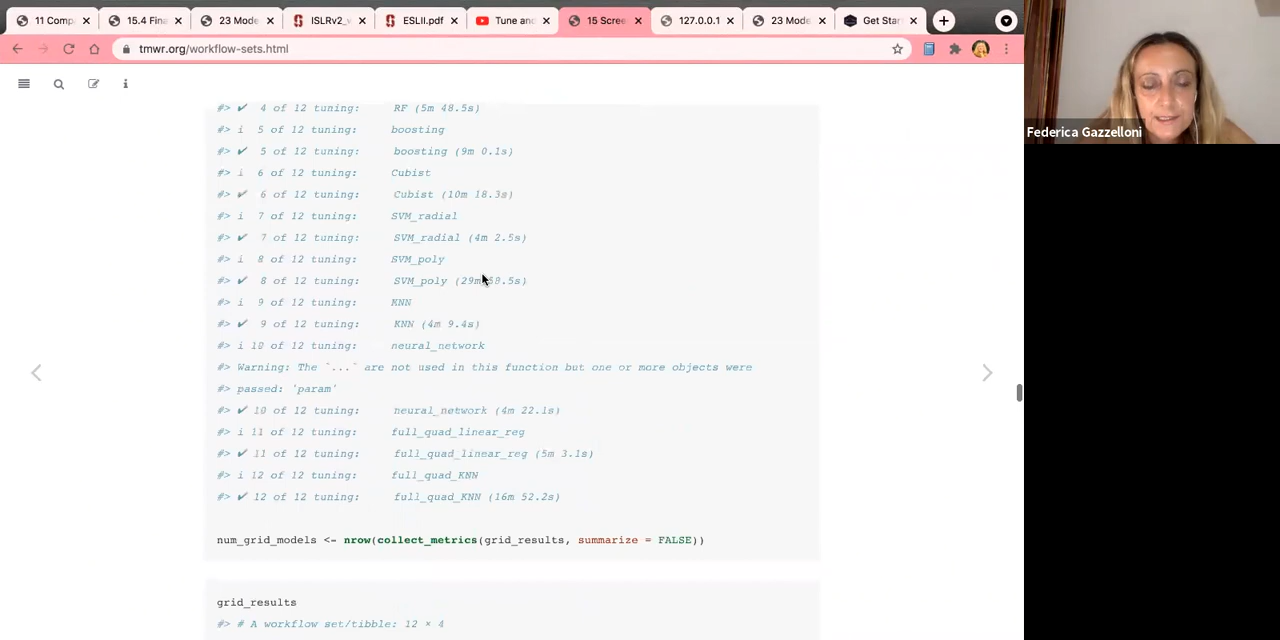 11 Compa
15.4 Fina
23 Mode
ISLRv2_w
ESLII.pdf
Tune and
15 Scree
127.0.0.1
23 Mode
Get Star
tmwr.org/workflow-sets.html
#> ✔  4 of 12 tuning:     RF (5m 48.5s)
#> i  5 of 12 tuning:     boosting
#> ✔  5 of 12 tuning:     boosting (9m 0.1s)
#> i  6 of 12 tuning:     Cubist
#> ✔  6 of 12 tuning:     Cubist (10m 18.3s)
#> i  7 of 12 tuning:     SVM_radial
#> ✔  7 of 12 tuning:     SVM_radial (4m 2.5s)
#> i  8 of 12 tuning:     SVM_poly
#> ✔  8 of 12 tuning:     SVM_poly (29m
#> i  9 of 12 tuning:     KNN
#> ✔  9 of 12 tuning:     KNN (4m 9.4s)
#> i 10 of 12 tuning:     neural_network
#> Warning: The `...` are not used in this function but one or more objects were
#> passed: 'param'
#> ✔ 10 of 12 tuning:     neural_network (4m 22.1s)
#> i 11 of 12 tuning:     full_quad_linear_reg
#> ✔ 11 of 12 tuning:     full_quad_linear_reg (5m 3.1s)
#> i 12 of 12 tuning:     full_quad_KNN
#> ✔ 12 of 12 tuning:     full_quad_KNN (16m 52.2s)
num_grid_models <- nrow(collect_metrics(grid_results, summarize = FALSE))
grid_results
#> # A workflow set/tibble: 12 × 4
Federica Gazzelloni